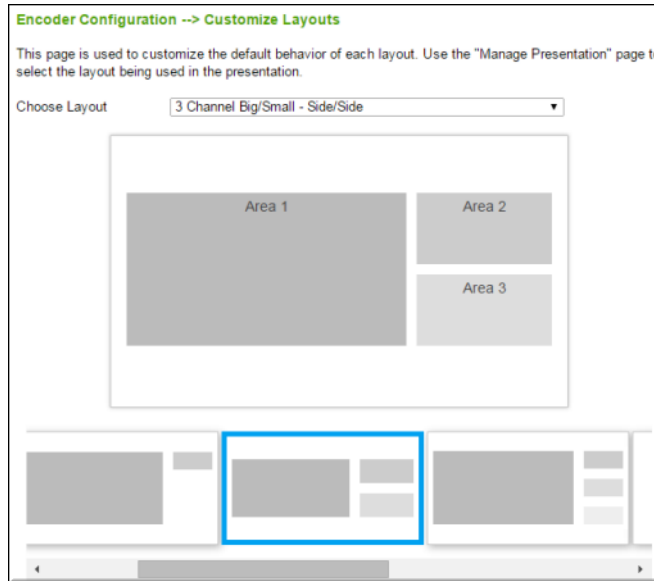 Encoder Configuration --> Customize Layouts
This page is used to customize the default behavior of each layout. Use the "Manage Presentation" page
select the layout being used in the presentation.
Choose Layout 3 Channel Big/Small - Side/Side
Area 1 Area 2
Area 3